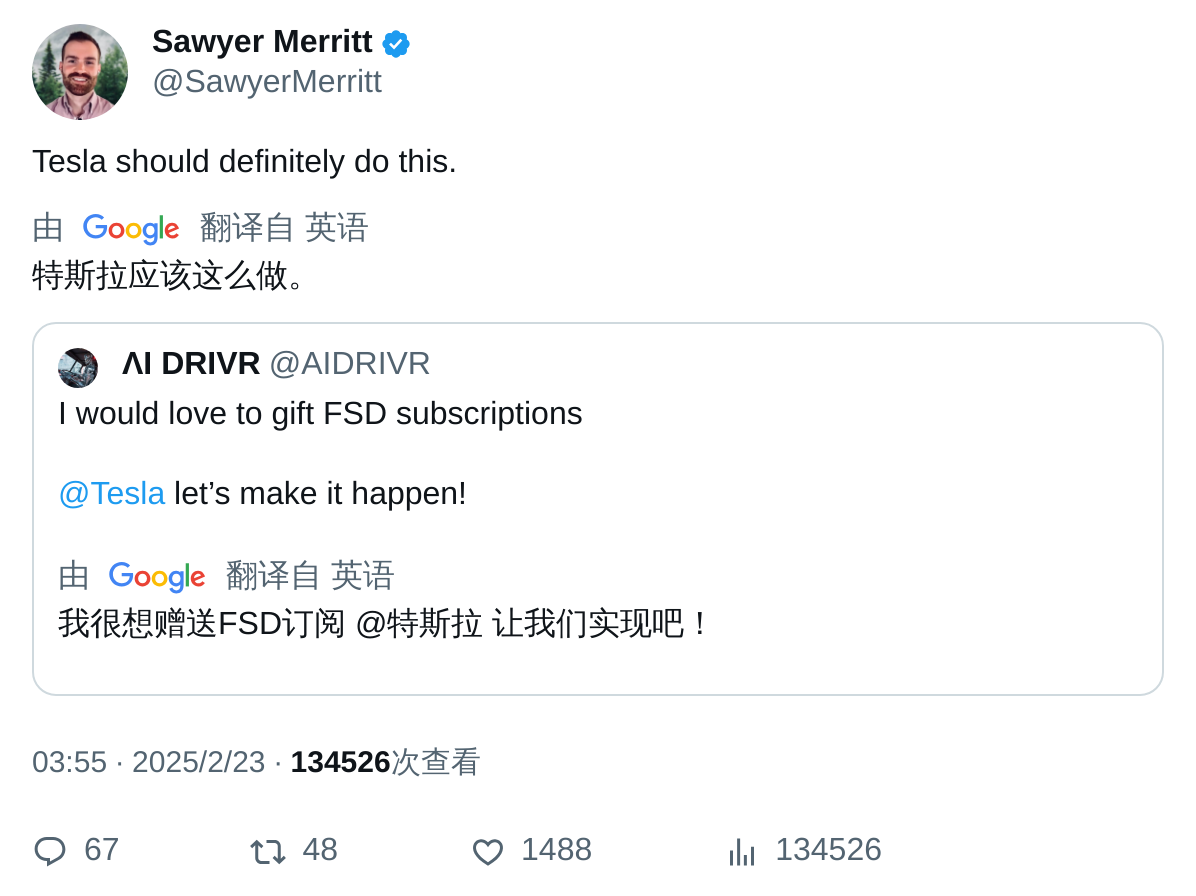 Sawyer Merritt
@SawyerMerritt
Tesla should definitely do this.
由 Google 翻译自 英语
特斯拉应该这么做。
ΛI DRIVR @AIDRIVR
I would love to gift FSD subscriptions
@Tesla let’s make it happen!
由 Google 翻译自 英语
我很想赠送FSD订阅 @特斯拉 让我们实现吧！
03:55 · 2025/2/23 · 134526次查看
67 48 1488 134526